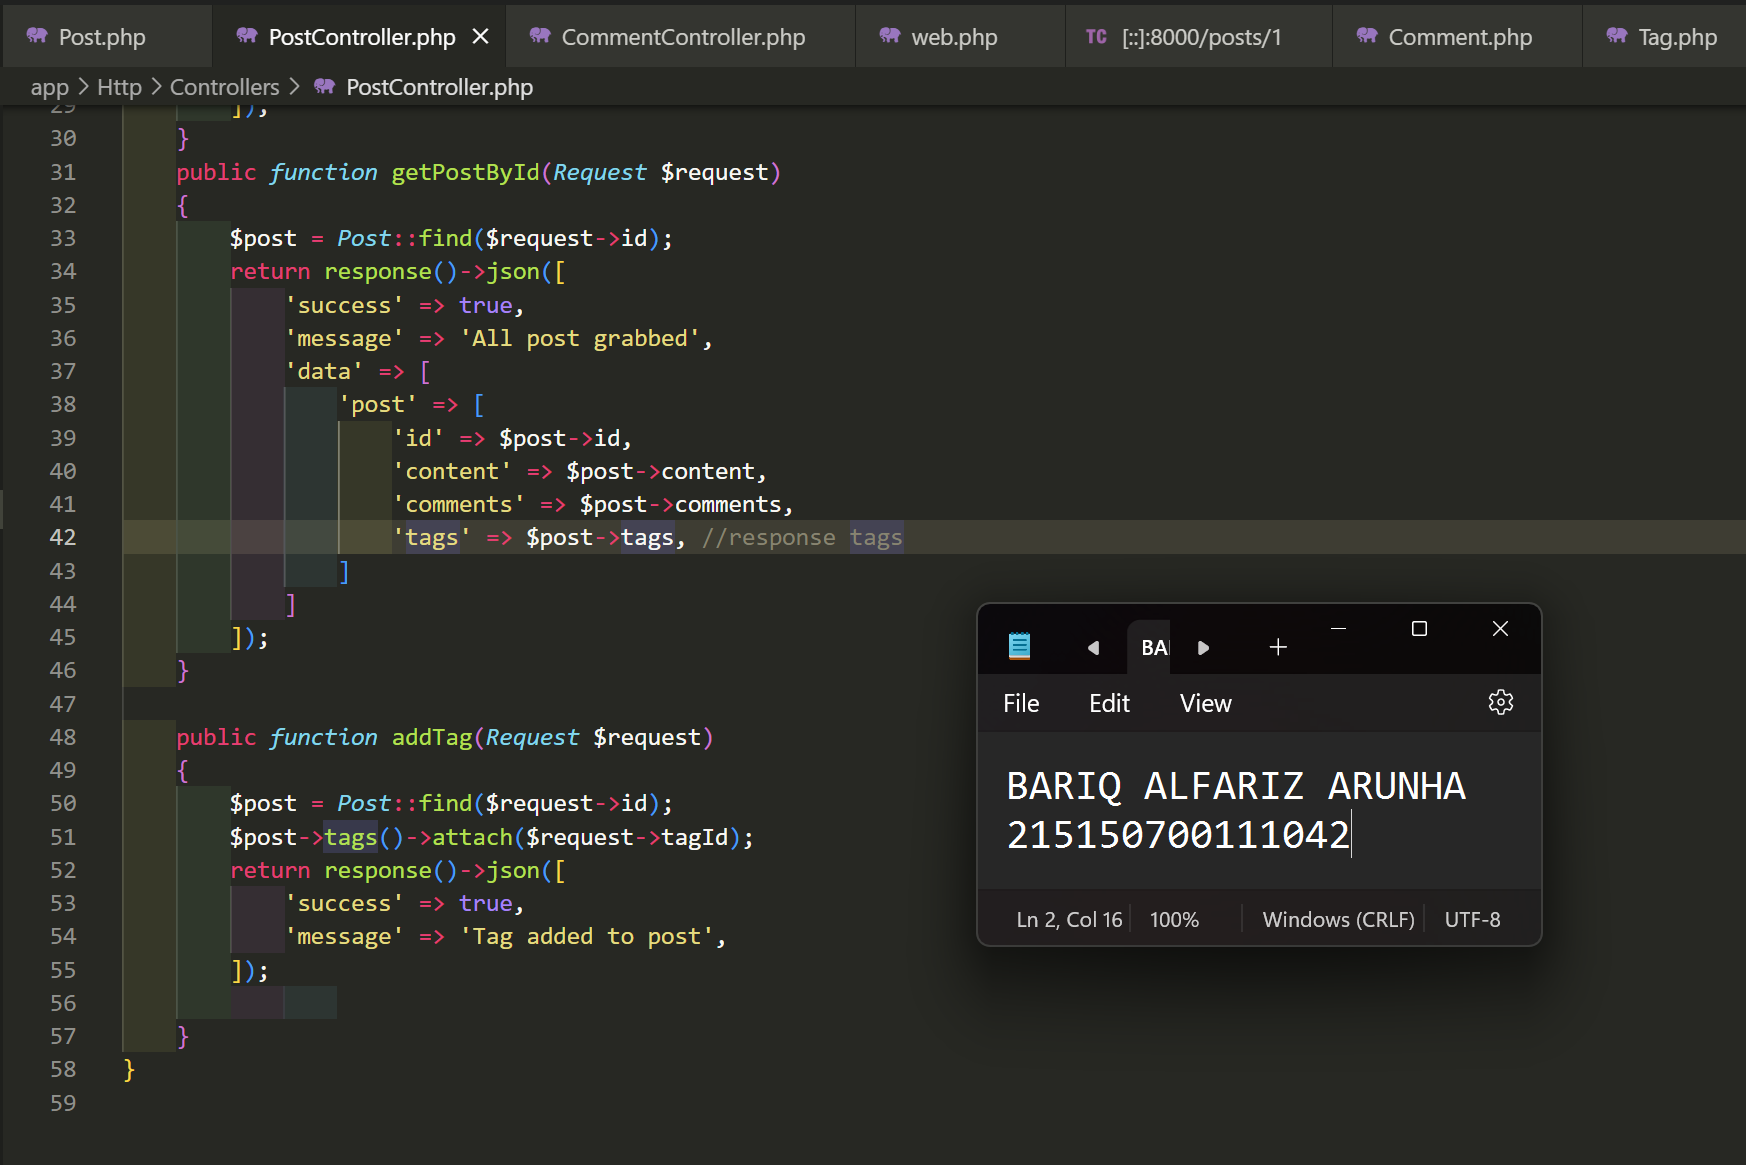 Post.php PostController.php CommentController.php web.php TC [::]:8000/posts/1 Comment.php Tag.php
app > Http > Controllers > PostController.php
29 ]);
30 }
31 public function getPostById(Request $request)
32 {
33 $post = Post::find($request->id);
34 return response()->json([
35 'success' => true,
36 'message' => 'All post grabbed',
37 'data' => [
38 'post' => [
39 'id' => $post->id,
40 'content' => $post->content,
41 'comments' => $post->comments,
42 'tags' => $post->tags, //response tags
43 ]
44 ]
45 ]);
46 }
47
48 public function addTag(Request $request)
49 {
50 $post = Post::find($request->id);
51 $post->tags()->attach($request->tagId);
52 return response()->json([
53 'success' => true,
54 'message' => 'Tag added to post',
55 ]);
56
57 }
58 }
59
BA
File Edit View
BARIQ ALFARIZ ARUNHA
215150700111042
Ln 2, Col 16 100% Windows (CRLF) UTF-8